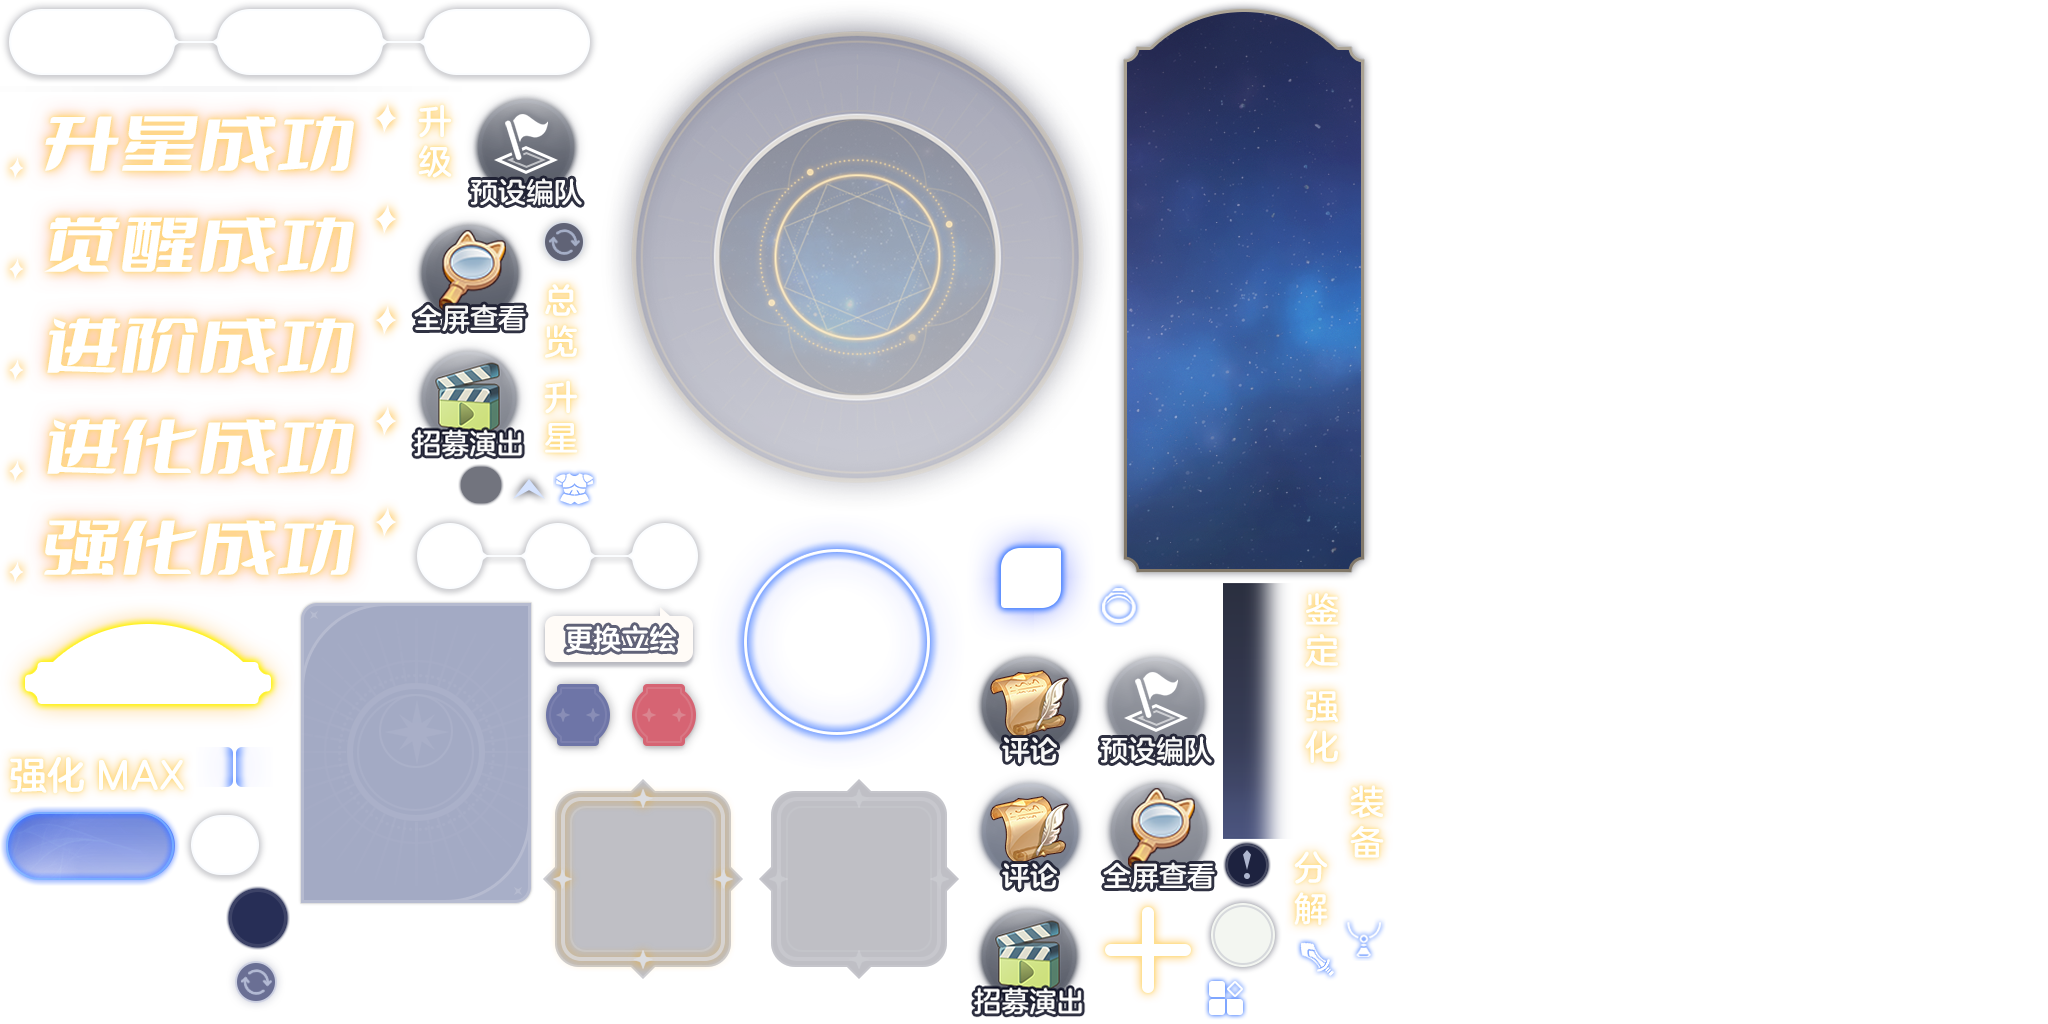 升星成功
觉醒成功
进阶成功
进化成功
强化成功
强化 MAX
升级
预设编队
全屏查看
总览
招募演出
升星
更换立绘
评论
预设编队
评论
全屏查看
招募演出
鉴定
强化
装备
分解